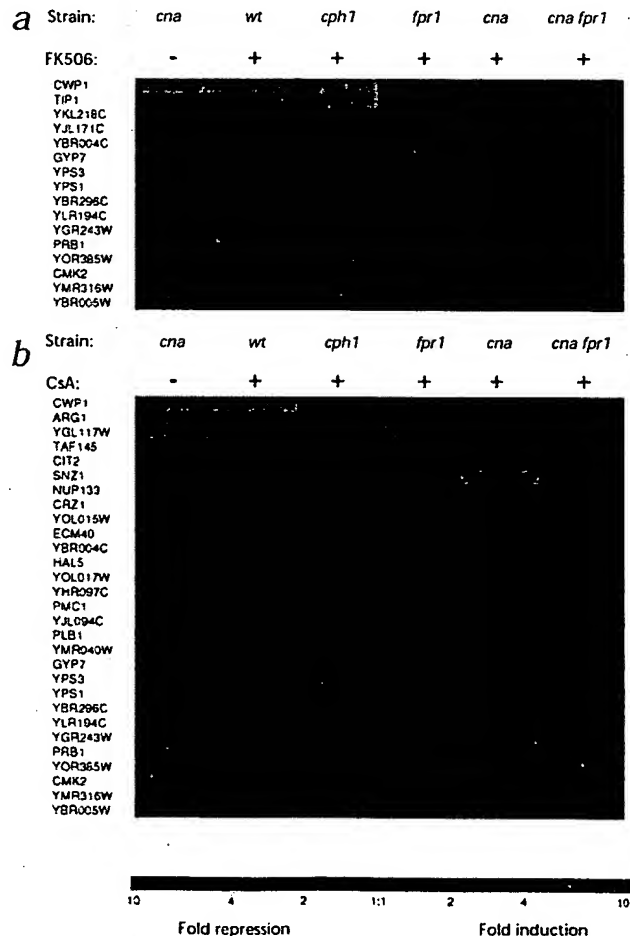 a Strain: cna wt cph1 fpr1 cna cna fpr1
FK506: - + + + + +
CWP1
TIP1
YKL218C
YJL171C
YBR004C
GYP7
YPS3
YPS1
YBR296C
YLR194C
YGR243W
PRB1
YOR385W
CMK2
YMR316W
YBR005W
b Strain: cna wt cph1 fpr1 cna cna fpr1
CsA: - + + + + +
CWP1
ARG1
YGL117W
TAF145
CIT2
SNZ1
NUP133
CRZ1
YOL015W
ECM40
YBR004C
HAL5
YOL017W
YHR097C
PMC1
YJL094C
PLB1
YMR040W
GYP7
YPS3
YPS1
YBR296C
YLR194C
YGR243W
PRB1
YOR385W
CMK2
YMR316W
YBR005W
10 4 2 1:1 2 4 10
Fold repression Fold induction